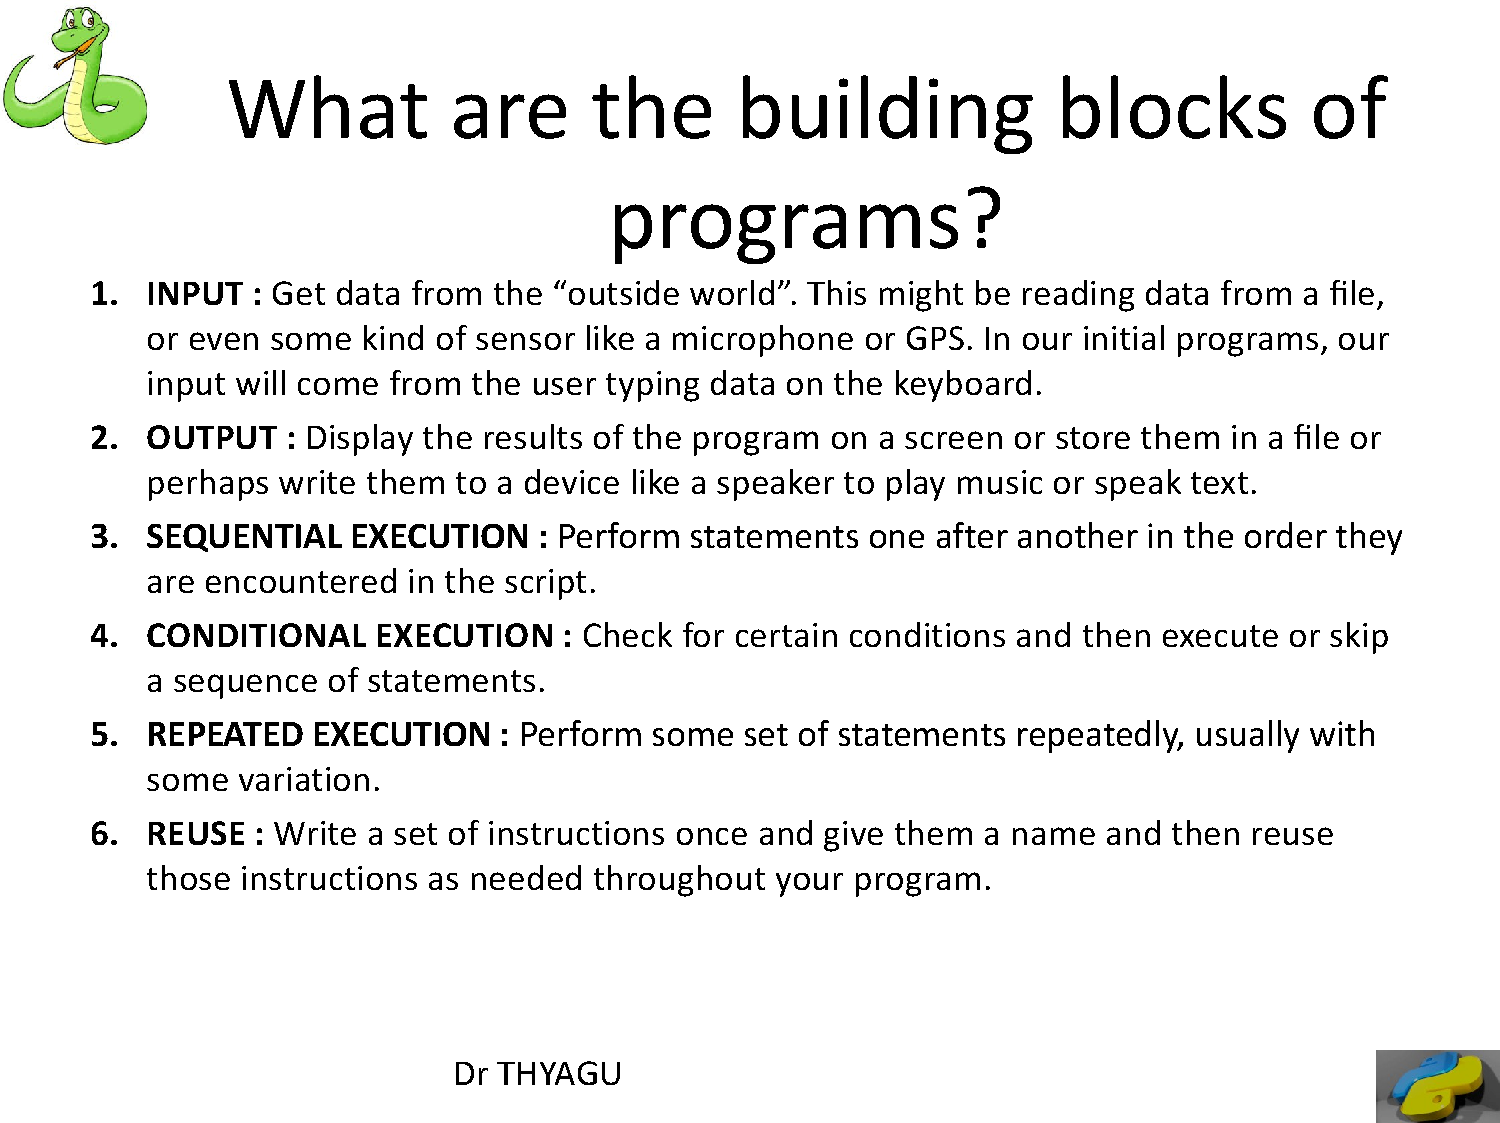 What are the building blocks of
programs?
1. INPUT : Get data from the “outside world”. This might be reading data from a file,
or even some kind of sensor like a microphone or GPS. In our initial programs, our
input will come from the user typing data on the keyboard.
2. OUTPUT : Display the results of the program on a screen or store them in a file or
perhaps write them to a device like a speaker to play music or speak text.
3. SEQUENTIAL EXECUTION : Perform statements one after another in the order they
are encountered in the script.
4. CONDITIONAL EXECUTION : Check for certain conditions and then execute or skip
a sequence of statements.
5. REPEATED EXECUTION : Perform some set of statements repeatedly, usually with
some variation.
6. REUSE : Write a set of instructions once and give them a name and then reuse
those instructions as needed throughout your program.
Dr THYAGU